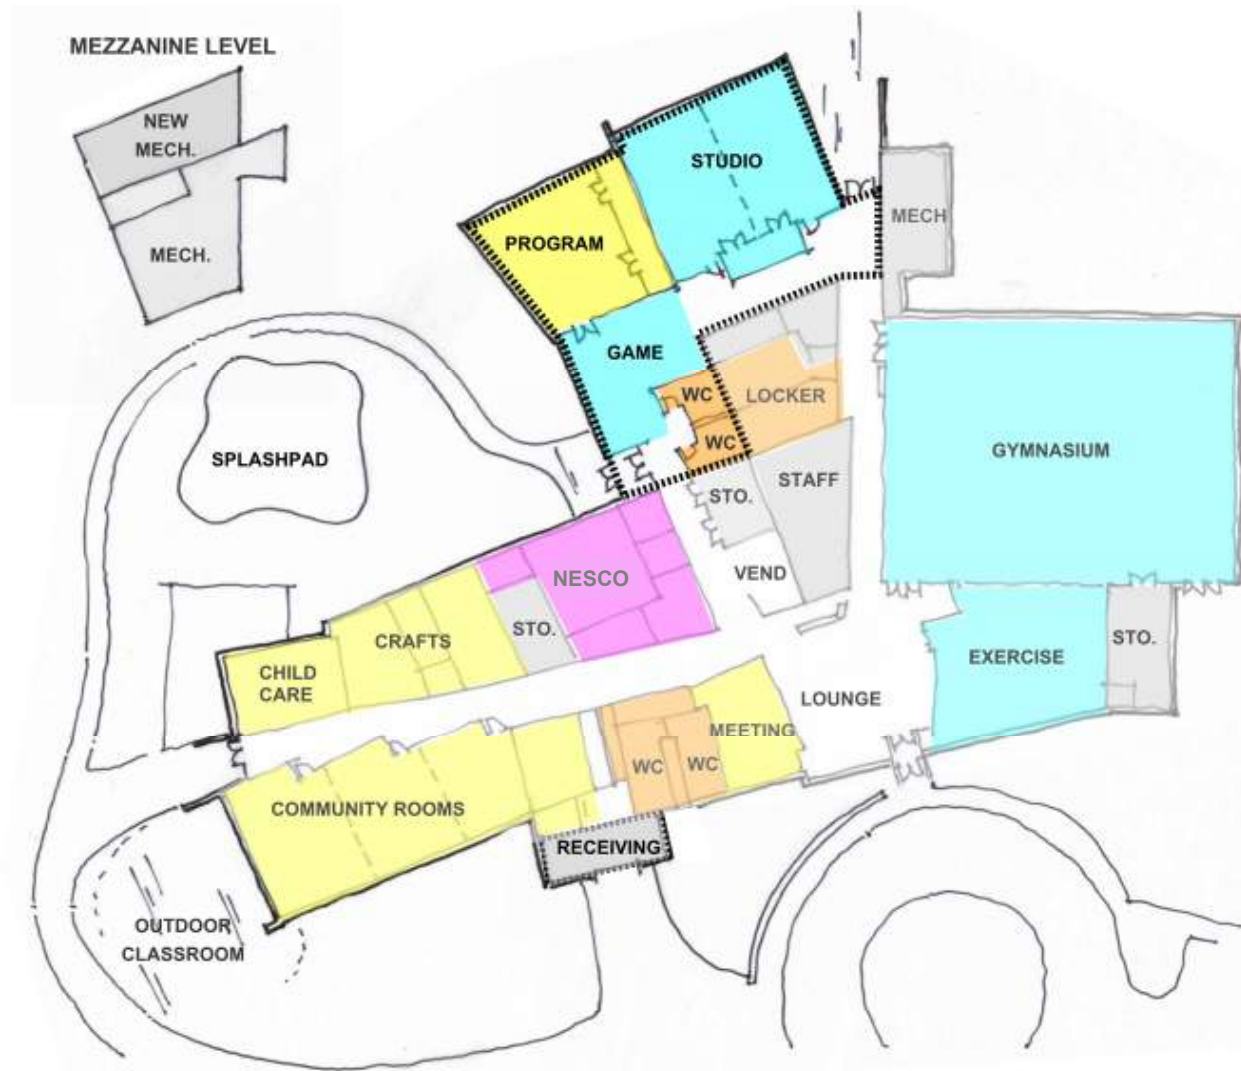 MEZZANINE LEVEL
NEW
MECH.
MECH.
STUDIO
PROGRAM
MECH
GAME
WC
LOCKER
WC
SPLASHPAD
GYMNASIUM
STAFF
STO.
VEND
NESCO
STO.
CRAFTS
CHILD
CARE
EXERCISE
STO.
LOUNGE
MEETING
WC
WC
COMMUNITY ROOMS
RECEIVING
OUTDOOR
CLASSROOM